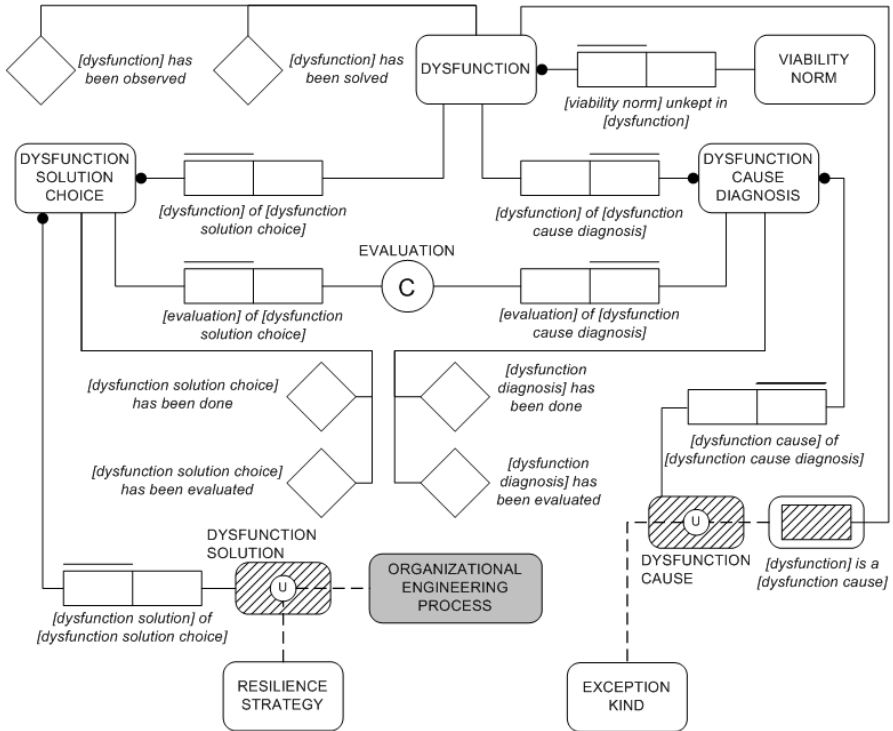 [dysfunction] has
been observed
[dysfunction] has
been solved
DYSFUNCTION
[viability norm] unkept in
[dysfunction]
VIABILITY
NORM
DYSFUNCTION
SOLUTION
CHOICE
[dysfunction] of [dysfunction
solution choice]
[dysfunction] of [dysfunction
cause diagnosis]
DYSFUNCTION
CAUSE
DIAGNOSIS
EVALUATION
C
[evaluation] of [dysfunction
solution choice]
[evaluation] of [dysfunction
cause diagnosis]
[dysfunction solution choice]
has been done
[dysfunction
diagnosis] has
been done
[dysfunction cause] of
[dysfunction cause diagnosis]
[dysfunction solution choice]
has been evaluated
[dysfunction
diagnosis] has
been evaluated
U
DYSFUNCTION
CAUSE
[dysfunction] is a
[dysfunction cause]
DYSFUNCTION
SOLUTION
U
ORGANIZATIONAL
ENGINEERING
PROCESS
[dysfunction solution] of
[dysfunction solution choice]
RESILIENCE
STRATEGY
EXCEPTION
KIND